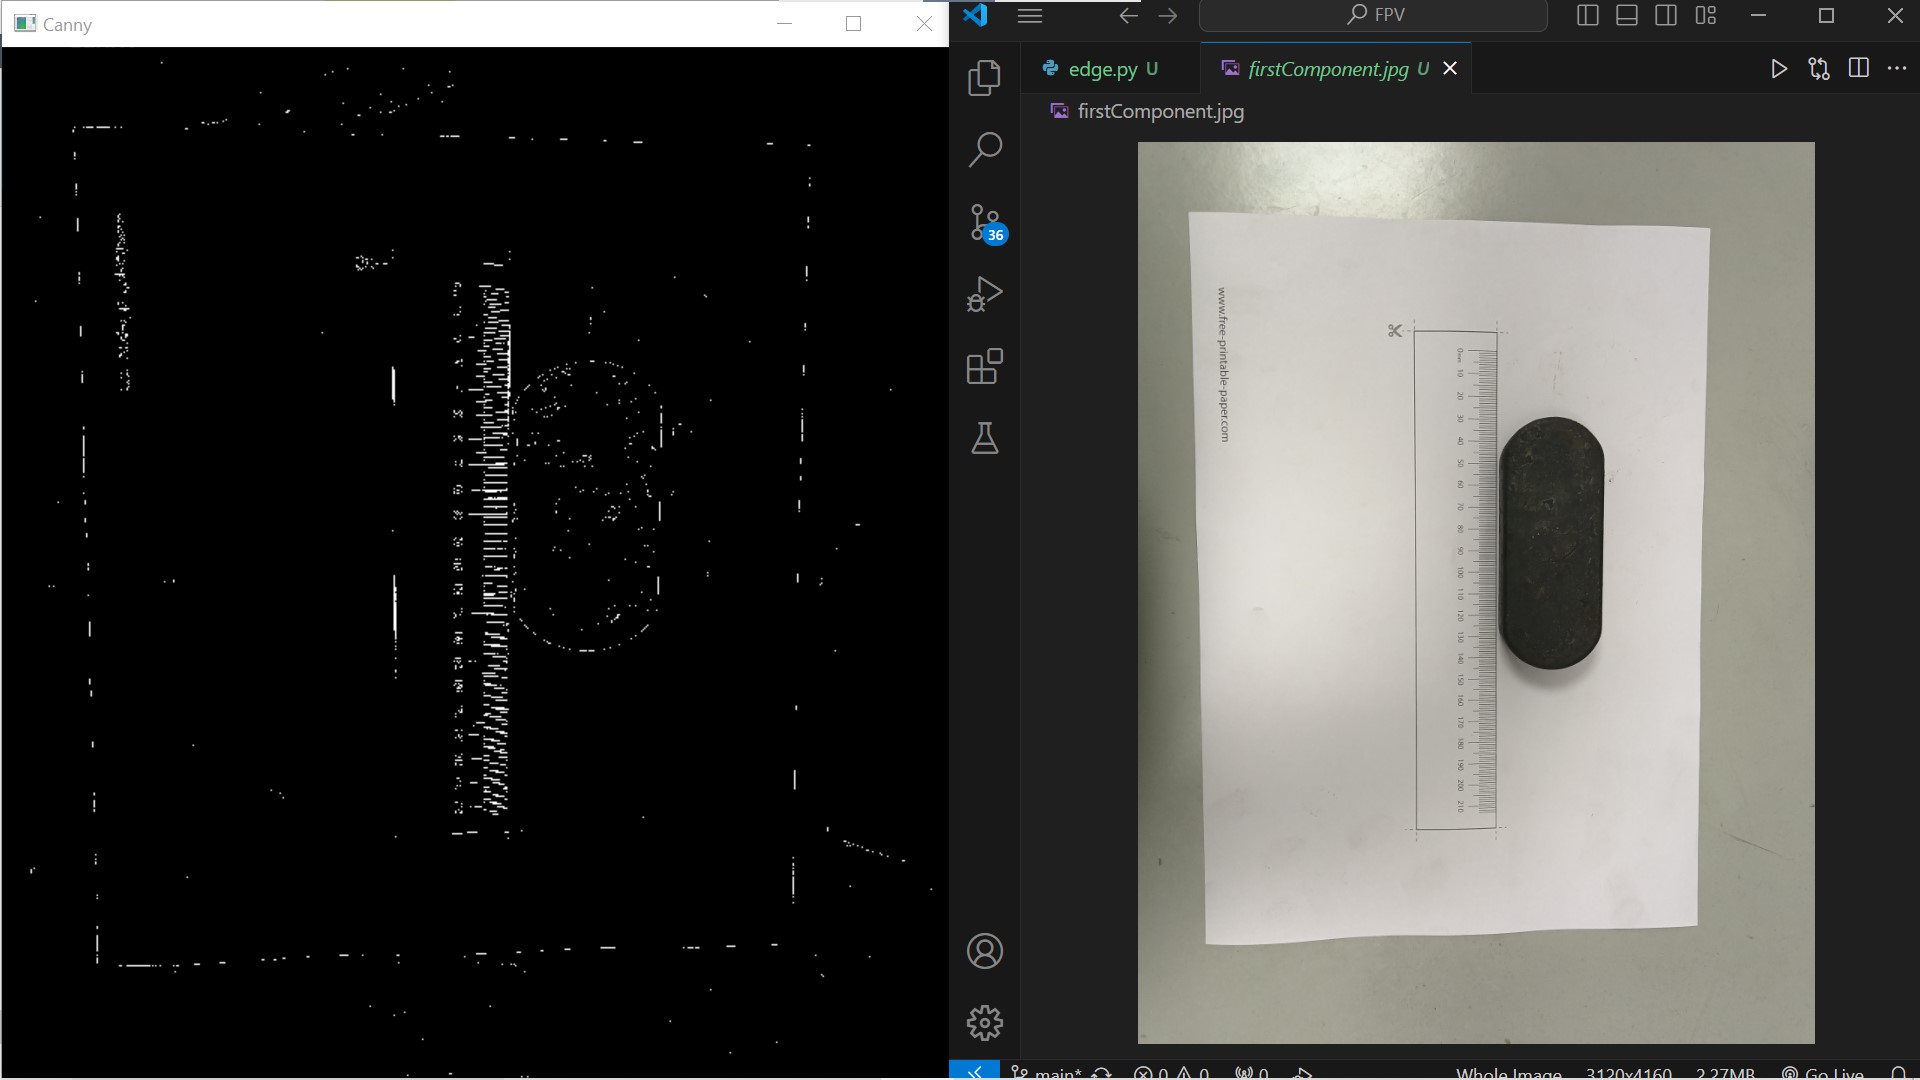 Canny
FPV
edge.py U
firstComponent.jpg U
firstComponent.jpg
36
www.free-printable-paper.com
0mm
10
20
30
40
50
60
70
80
90
100
110
120
130
140
150
160
170
180
190
200
210
main*
0
0
0
Whole Image
3120x4160
2.27MB
Go Live